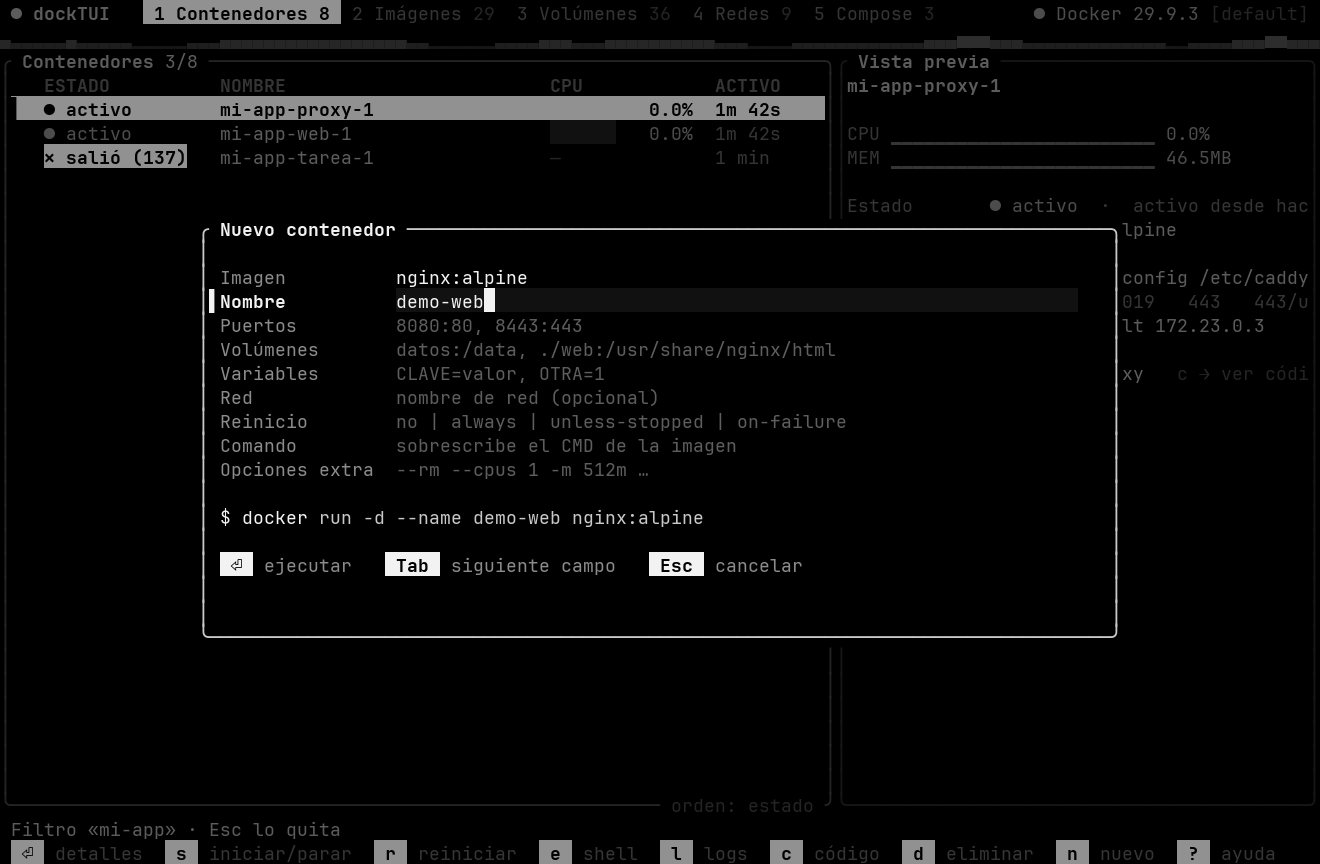 ● dockTUI 1 Contenedores 8 2 Imágenes 29 3 Volúmenes 36 4 Redes 9 5 Compose 3 ● Docker 29.9.3 [default]
Contenedores 3/8 Vista previa
ESTADO NOMBRE CPU ACTIVO mi-app-proxy-1
● activo mi-app-proxy-1 0.0% 1m 42s
● activo mi-app-web-1 0.0% 1m 42s CPU 0.0%
× salió (137) mi-app-tarea-1 — 1 min MEM 46.5MB
Estado ● activo · activo desde hac
Nuevo contenedor lpine
Imagen nginx:alpine config /etc/caddy
Nombre demo-web 019 443 443/u
Puertos 8080:80, 8443:443 lt 172.23.0.3
Volúmenes datos:/data, ./web:/usr/share/nginx/html
Variables CLAVE=valor, OTRA=1 xy c → ver códi
Red nombre de red (opcional)
Reinicio no | always | unless-stopped | on-failure
Comando sobrescribe el CMD de la imagen
Opciones extra --rm --cpus 1 -m 512m …
$ docker run -d --name demo-web nginx:alpine
⏎ ejecutar Tab siguiente campo Esc cancelar
orden: estado
Filtro «mi-app» · Esc lo quita
⏎ detalles s iniciar/parar r reiniciar e shell l logs c código d eliminar n nuevo ? ayuda